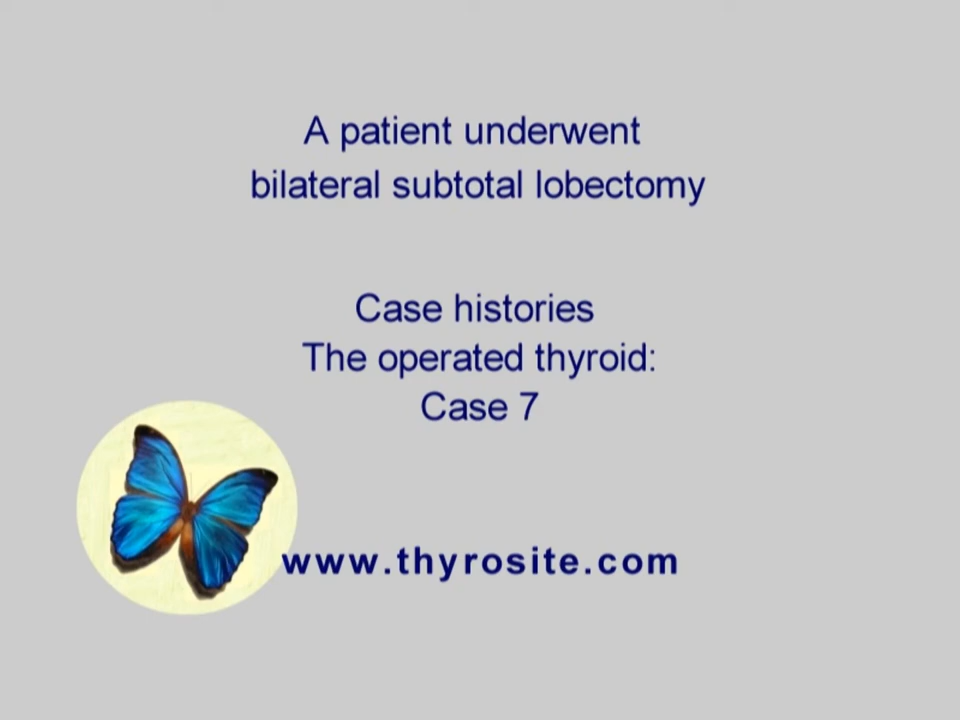 A patient underwent
bilateral subtotal lobectomy
Case histories
The operated thyroid:
Case 7
www.thyrosite.com